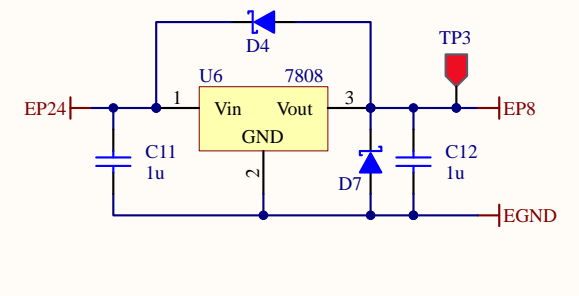 D4
TP3
U6
7808
EP24
1
Vin
Vout
3
EP8
GND
C11
1u
2
D7
C12
1u
EGND